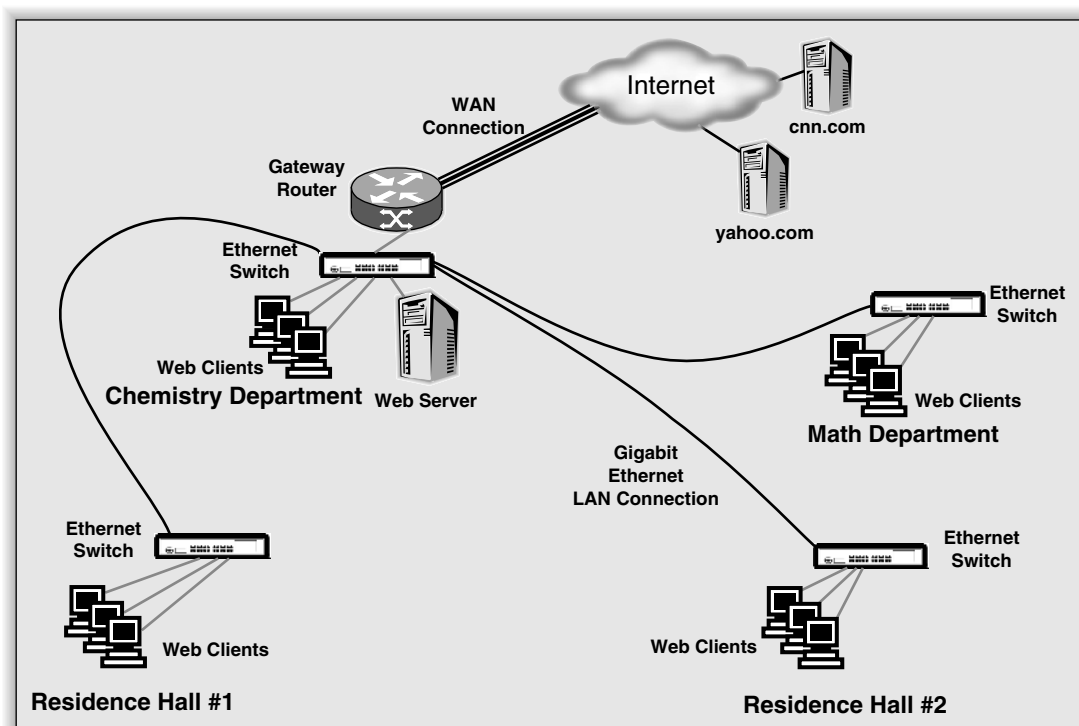 Internet
cnn.com
WAN
Connection
yahoo.com
Gateway
Router
Ethernet
Switch
Web Clients
Chemistry Department
Web Server
Ethernet
Switch
Web Clients
Math Department
Gigabit
Ethernet
LAN Connection
Ethernet
Switch
Web Clients
Residence Hall #1
Ethernet
Switch
Web Clients
Residence Hall #2